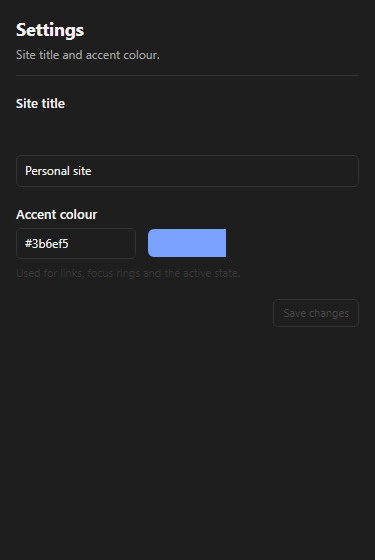 Settings
Site title and accent colour.
Site title
Personal site
Accent colour
#3b6ef5
Used for links, focus rings and the active state.
Save changes